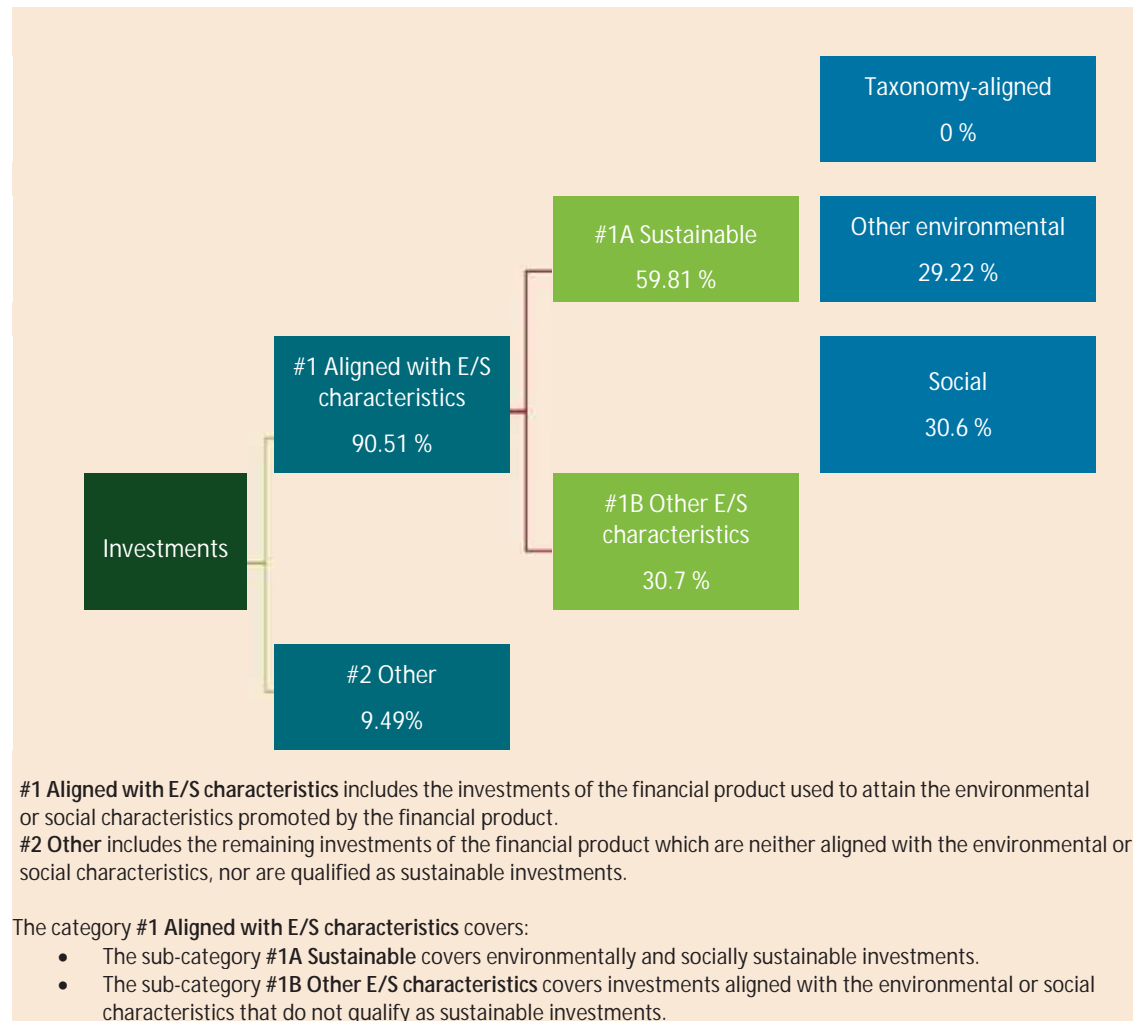 Taxonomy-aligned
0 %
#1A Sustainable
59.81 %
Other environmental
29.22 %
#1 Aligned with E/S
characteristics
90.51 %
Social
30.6 %
Investments
#1B Other E/S
characteristics
30.7 %
#2 Other
9.49%
#1 Aligned with E/S characteristics includes the investments of the financial product used to attain the environmental
or social characteristics promoted by the financial product.
#2 Other includes the remaining investments of the financial product which are neither aligned with the environmental or
social characteristics, nor are qualified as sustainable investments.
The category #1 Aligned with E/S characteristics covers:
• The sub-category #1A Sustainable covers environmentally and socially sustainable investments.
• The sub-category #1B Other E/S characteristics covers investments aligned with the environmental or social
characteristics that do not qualify as sustainable investments.